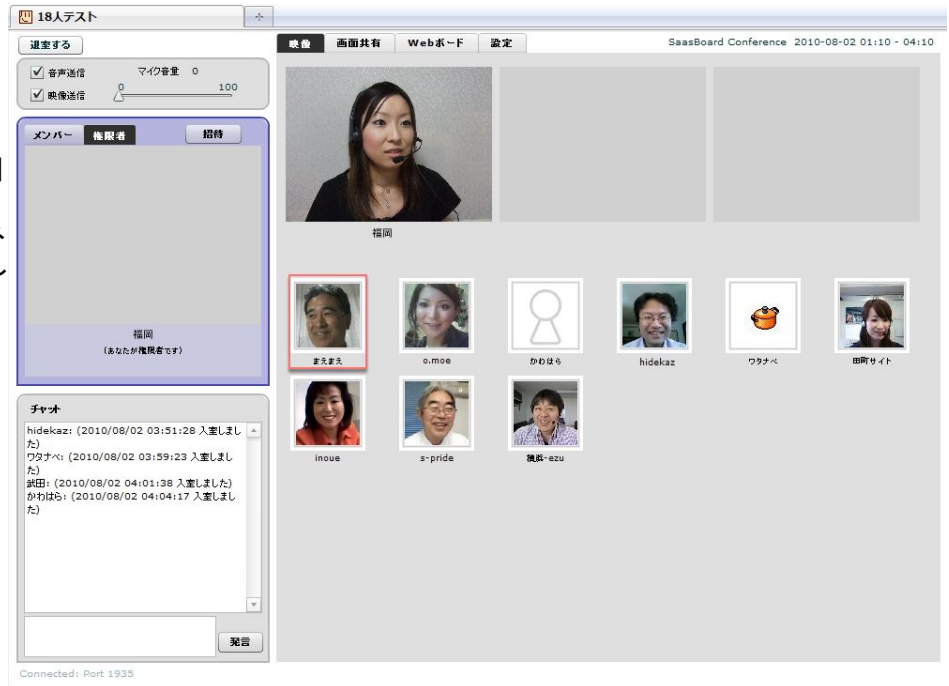 18人テスト
退室する
映像 画面共有 Webボード 設定
SaasBoard Conference 2010-08-02 01:10 - 04:10
音声送信
マイク音量 0
映像送信
0 100
メンバー 権限者 招待
福岡
(あなたが権限者です)
チャット
hidekaz: (2010/08/02 03:51:28 入室しまし
た)
ワタナベ: (2010/08/02 03:59:23 入室しまし
た)
武田: (2010/08/02 04:01:38 入室しました)
かわはら: (2010/08/02 04:04:17 入室しまし
た)
発言
福岡
まえまえ o.moe かわはら hidekaz ワタナベ 田町サイト
inoue s-pride 横浜-ezu
Connected: Port 1935